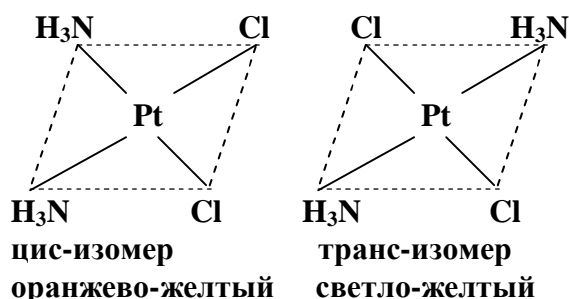 H₃N Cl Cl H₃N
Pt Pt
H₃N Cl H₃N Cl
цис-изомер транс-изомер
оранжево-желтый светло-желтый